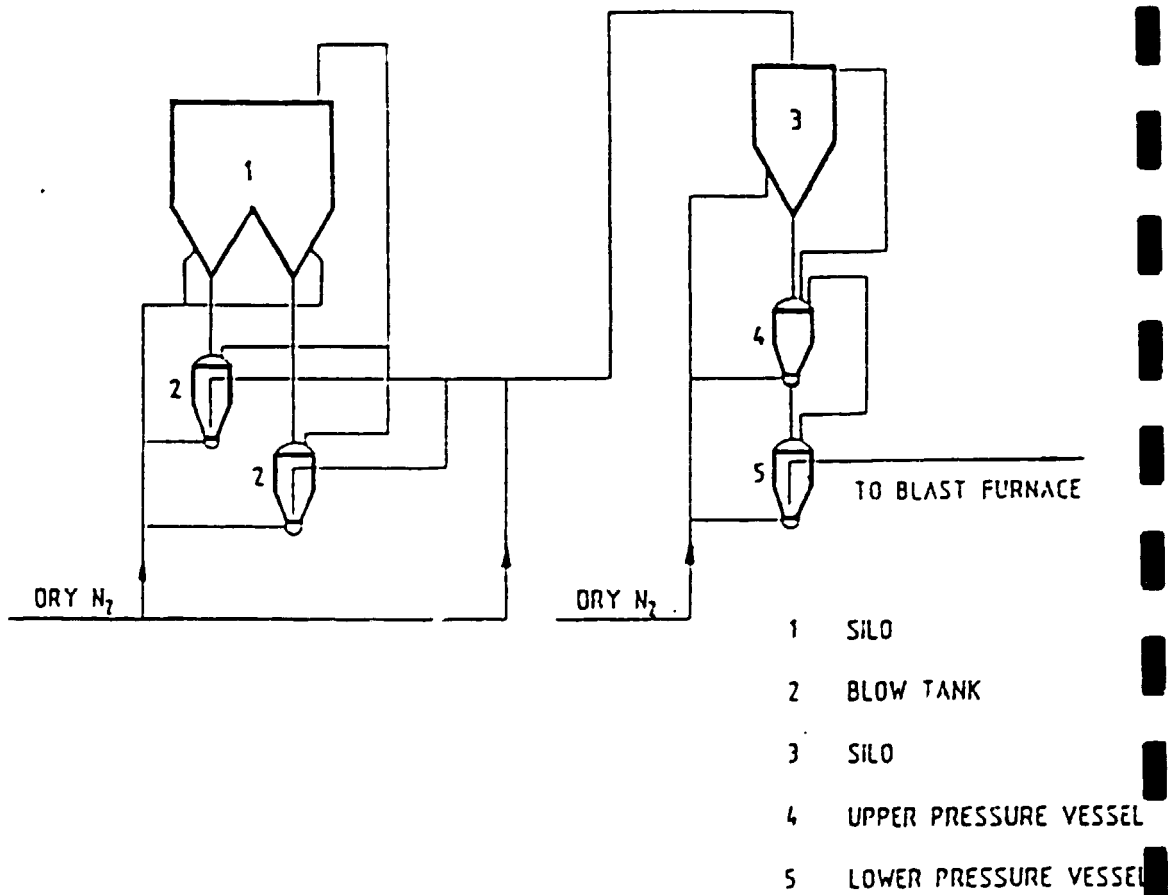 1
3
2
4
2
5
TO BLAST FURNACE
DRY N₂
DRY N₂
1 SILO
2 BLOW TANK
3 SILO
4 UPPER PRESSURE VESSEL
5 LOWER PRESSURE VESSEL